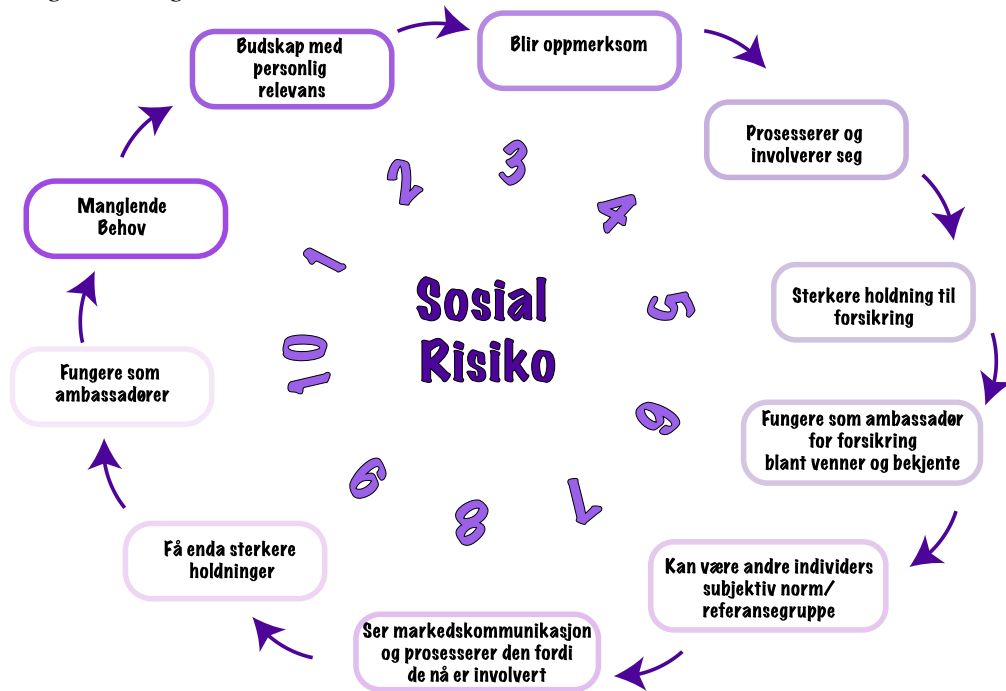 Budskap med
personlig
relevans
Blir oppmerksom
Prosesserer og
involverer seg
Sterkere holdning til
forsikring
Fungere som ambassadør
for forsikring
blant venner og bekjente
Kan være andre individers
subjektiv norm/
referansegruppe
Ser markedskommunikasjon
og prosesserer den fordi
de nå er involvert
Få enda sterkere
holdninger
Fungere som
ambassadører
Manglende
Behov
1
2
3
4
5
6
7
8
9
10
Sosial
Risiko